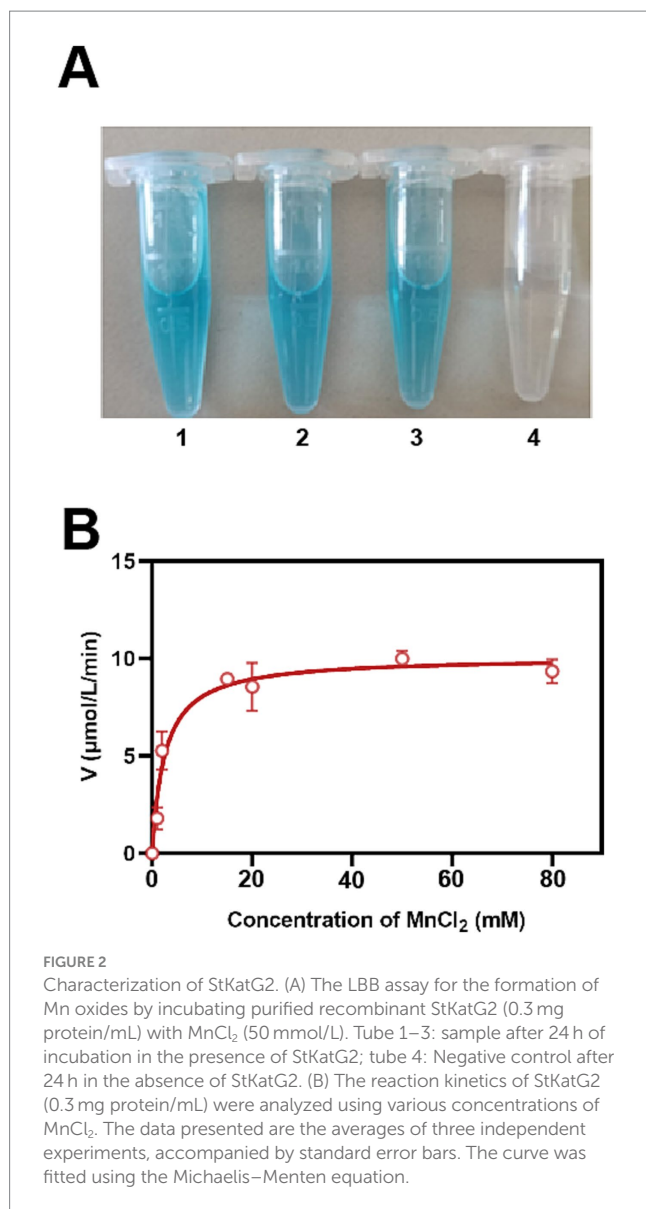 A
1 2 3 4
B
15
10
5
0
V (µmol/L/min)
0 20 40 60 80
Concentration of MnCl₂ (mM)
FIGURE 2
Characterization of StKatG2. (A) The LBB assay for the formation of
Mn oxides by incubating purified recombinant StKatG2 (0.3 mg
protein/mL) with MnCl₂ (50 mmol/L). Tube 1–3: sample after 24 h of
incubation in the presence of StKatG2; tube 4: Negative control after
24 h in the absence of StKatG2. (B) The reaction kinetics of StKatG2
(0.3 mg protein/mL) were analyzed using various concentrations of
MnCl₂. The data presented are the averages of three independent
experiments, accompanied by standard error bars. The curve was
fitted using the Michaelis–Menten equation.